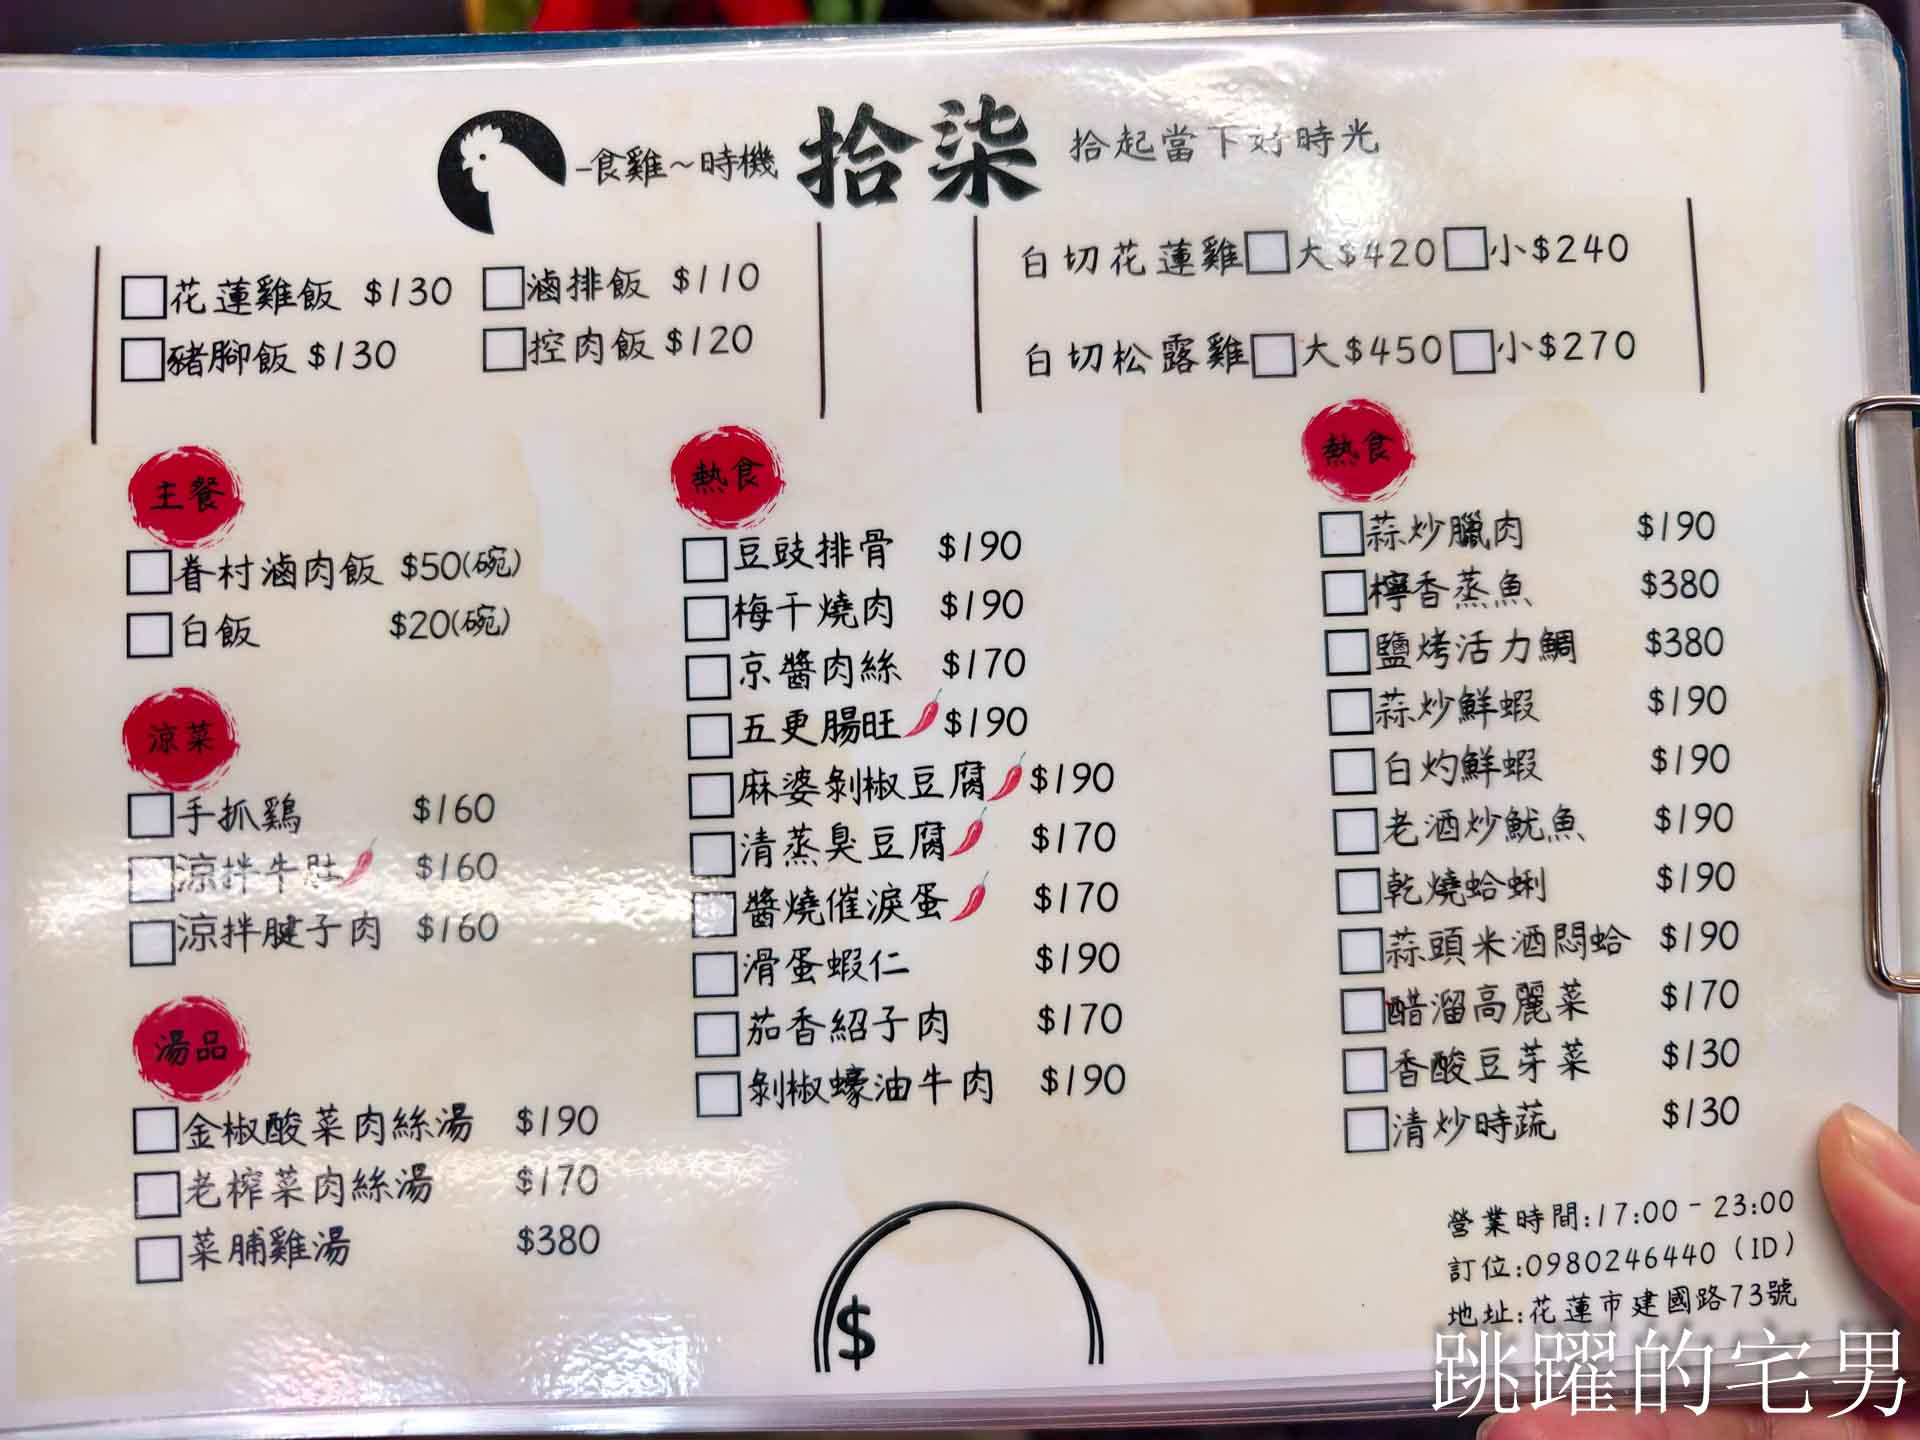 -食雞～時機 拾柒 拾起當下好時光
花蓮雞飯 $130 滷排飯 $110
豬腳飯 $130 控肉飯 $120
白切花蓮雞 大$420 小$240
白切松露雞 大$450 小$270
主餐
眷村滷肉飯 $50(碗)
白飯 $20(碗)
涼菜
手抓鷄 $160
涼拌牛肚 $160
涼拌腱子肉 $160
湯品
金椒酸菜肉絲湯 $190
老榨菜肉絲湯 $170
菜脯雞湯 $380
熱食
豆豉排骨 $190
梅干燒肉 $190
京醬肉絲 $170
五更腸旺 $190
麻婆剝椒豆腐 $190
清蒸臭豆腐 $170
醬燒催淚蛋 $170
滑蛋蝦仁 $190
茄香紹子肉 $170
剝椒蠔油牛肉 $190
$
熱食
蒜炒臘肉 $190
檸香蒸魚 $380
鹽烤活力鯛 $380
蒜炒鮮蝦 $190
白灼鮮蝦 $190
老酒炒魷魚 $190
乾燒蛤蜊 $190
蒜頭米酒悶蛤 $190
醋溜高麗菜 $170
香酸豆芽菜 $130
清炒時蔬 $130
營業時間:17:00-23:00
訂位:0980246440（ID）
地址:花蓮市建國路73號
跳躍的宅男